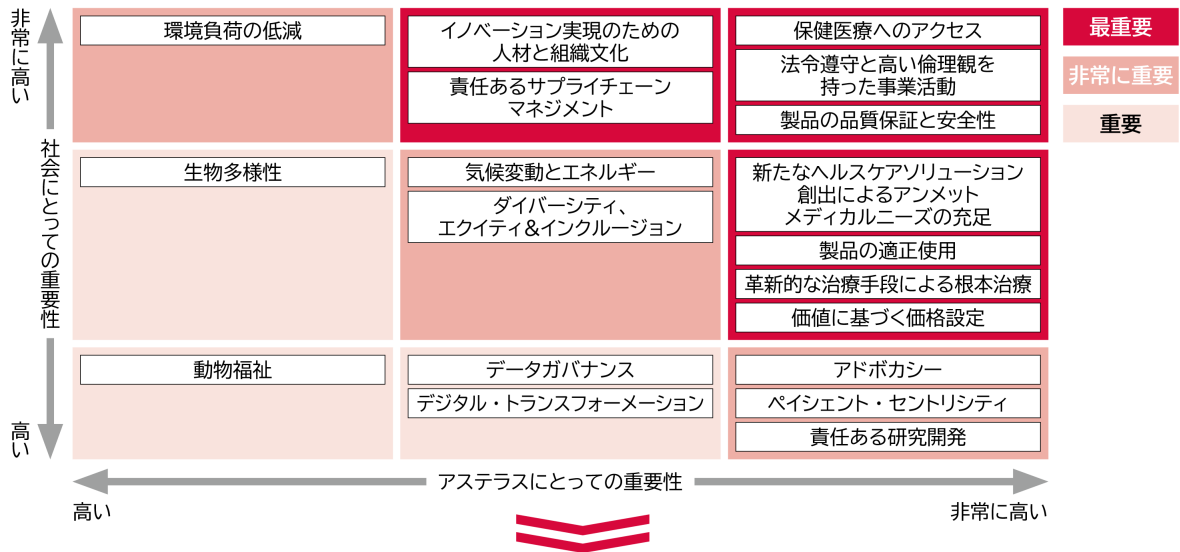 非常に高い
社会にとっての重要性
高い
環境負荷の低減
イノベーション実現のための
人材と組織文化
責任あるサプライチェーン
マネジメント
保健医療へのアクセス
法令遵守と高い倫理観を
持った事業活動
製品の品質保証と安全性
最重要
非常に重要
重要
生物多様性
気候変動とエネルギー
ダイバーシティ、
エクイティ&インクルージョン
新たなヘルスケアソリューション
創出によるアンメット
メディカルニーズの充足
製品の適正使用
革新的な治療手段による根本治療
価値に基づく価格設定
動物福祉
データガバナンス
デジタル・トランスフォーメーション
アドボカシー
ペイシェント・セントリシティ
責任ある研究開発
アステラスにとっての重要性
高い
非常に高い